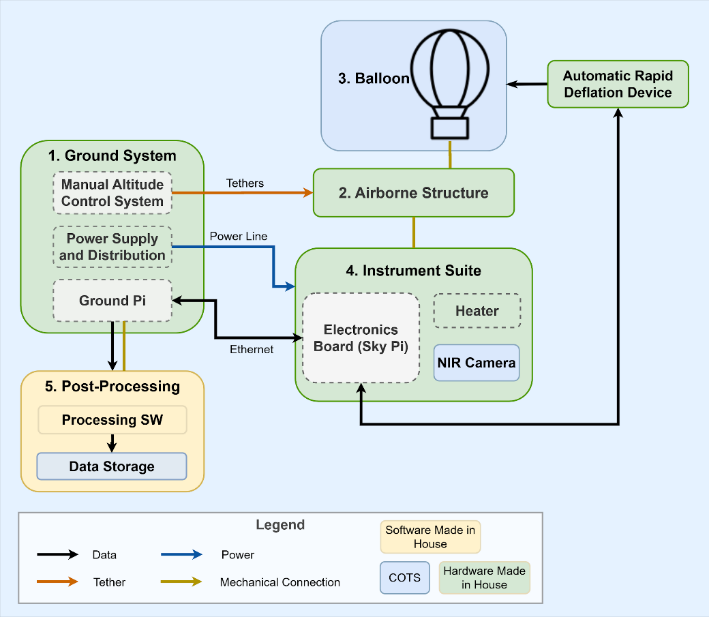 3. Balloon
Automatic Rapid
Deflation Device
1. Ground System
Manual Altitude
Control System
Tethers
2. Airborne Structure
Power Supply
and Distribution
Power Line
Ground Pi
Ethernet
4. Instrument Suite
Electronics
Board (Sky Pi)
Heater
NIR Camera
5. Post-Processing
Processing SW
Data Storage
Legend
Data
Power
Tether
Mechanical Connection
Software Made in
House
COTS
Hardware Made
in House